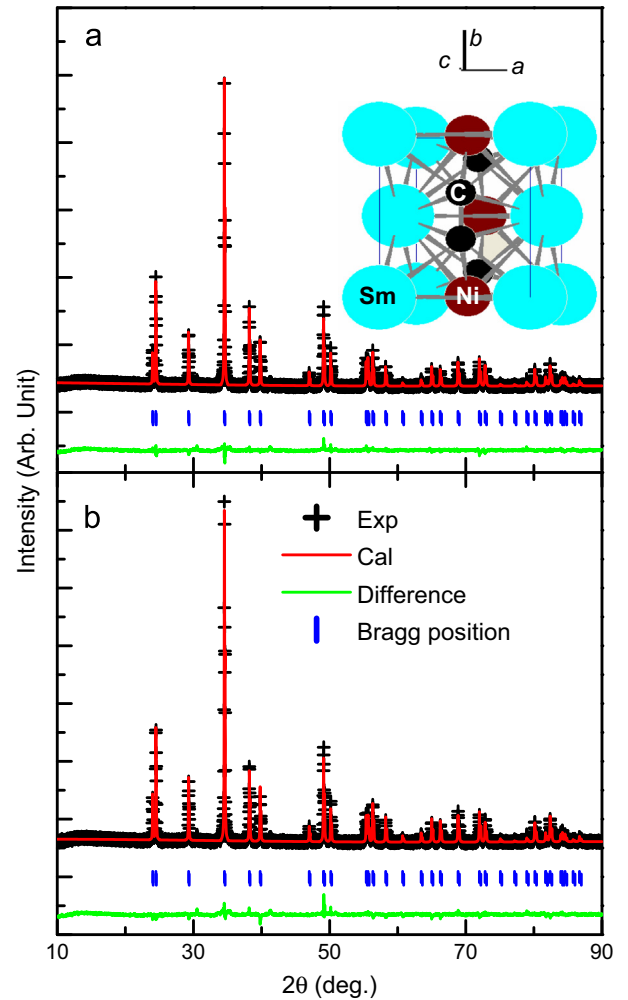 a
b
c
a
C
Sm
Ni
Intensity (Arb. Unit)
b
Exp
Cal
Difference
Bragg position
10
30
50
70
90
2θ (deg.)